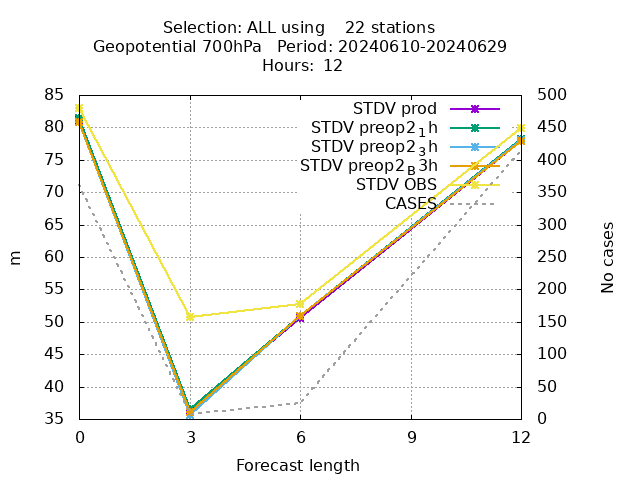 Selection: ALL using 22 stations
Geopotential 700hPa Period: 20240610-20240629
Hours: 12
STDV prod
STDV preop2₁h
STDV preop2₃h
STDV preop2_B3h
STDV OBS
CASES
85
80
75
70
65
60
55
50
45
40
35
m
500
450
400
350
300
250
200
150
100
50
0
No cases
0 3 6 9 12
Forecast length